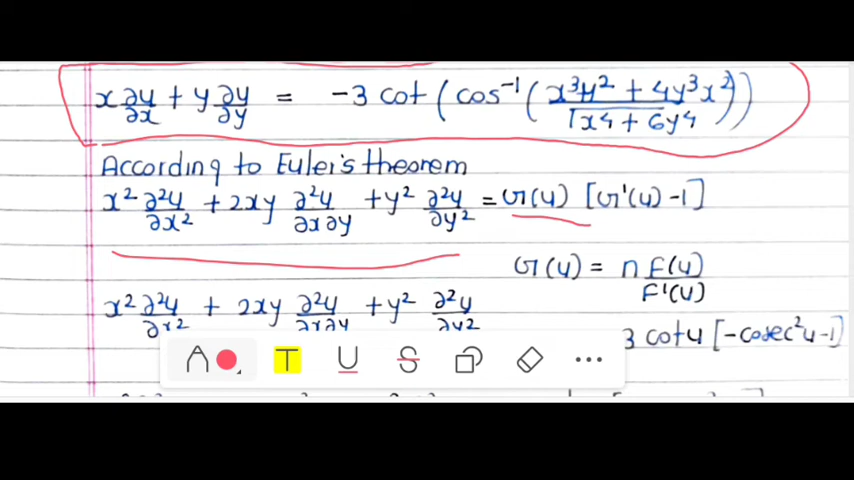 x ∂u/∂x + y ∂u/∂y = -3 cot (cos⁻¹ (x³y² + 4y³x² / √x4 + 6y4))
According to Euler's theorem
x² ∂²u/∂x² + 2xy ∂²u/∂x∂y + y² ∂²u/∂y² = G(u) [G'(u) -1]
G(u) = n F(u)/F'(u)
x² ∂²u/∂x² + 2xy ∂²u/∂x∂y + y² ∂²u/∂y²
3 cotu [-cosec²u -1]
A T U S